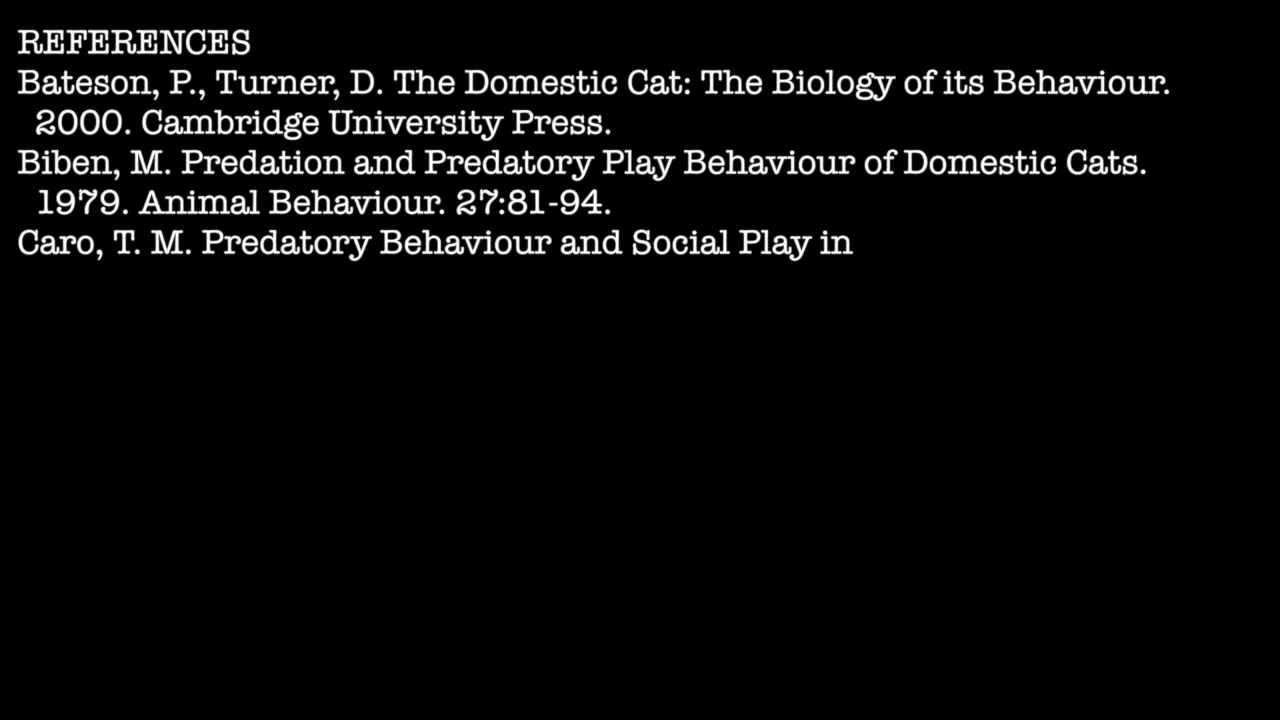 REFERENCES
Bateson, P., Turner, D. The Domestic Cat: The Biology of its Behaviour.
2000. Cambridge University Press.
Biben, M. Predation and Predatory Play Behaviour of Domestic Cats.
1979. Animal Behaviour. 27:81-94.
Caro, T. M. Predatory Behaviour and Social Play in